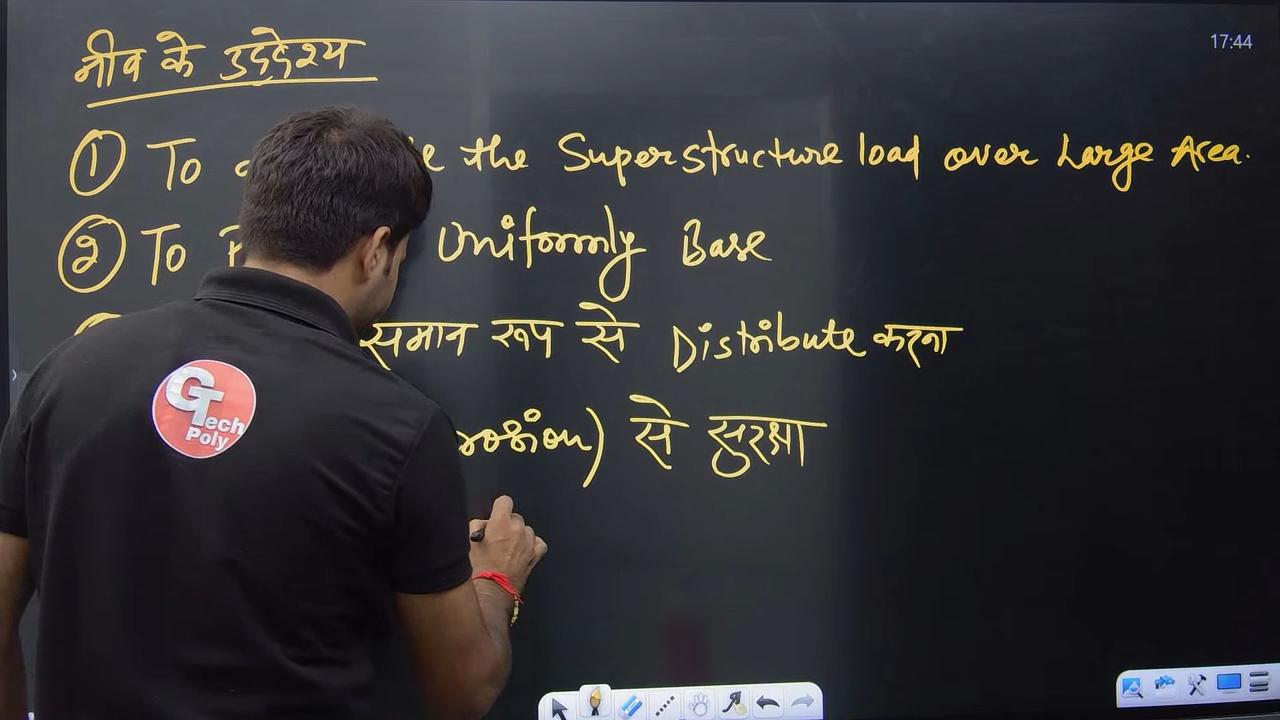 नीव के उद्देश्य
17:44
① To the Superstructure load over Large Area.
② To Uniformly Base
समान रूप से Distribute करना
rosion) से सुरक्षा
GTech
Poly